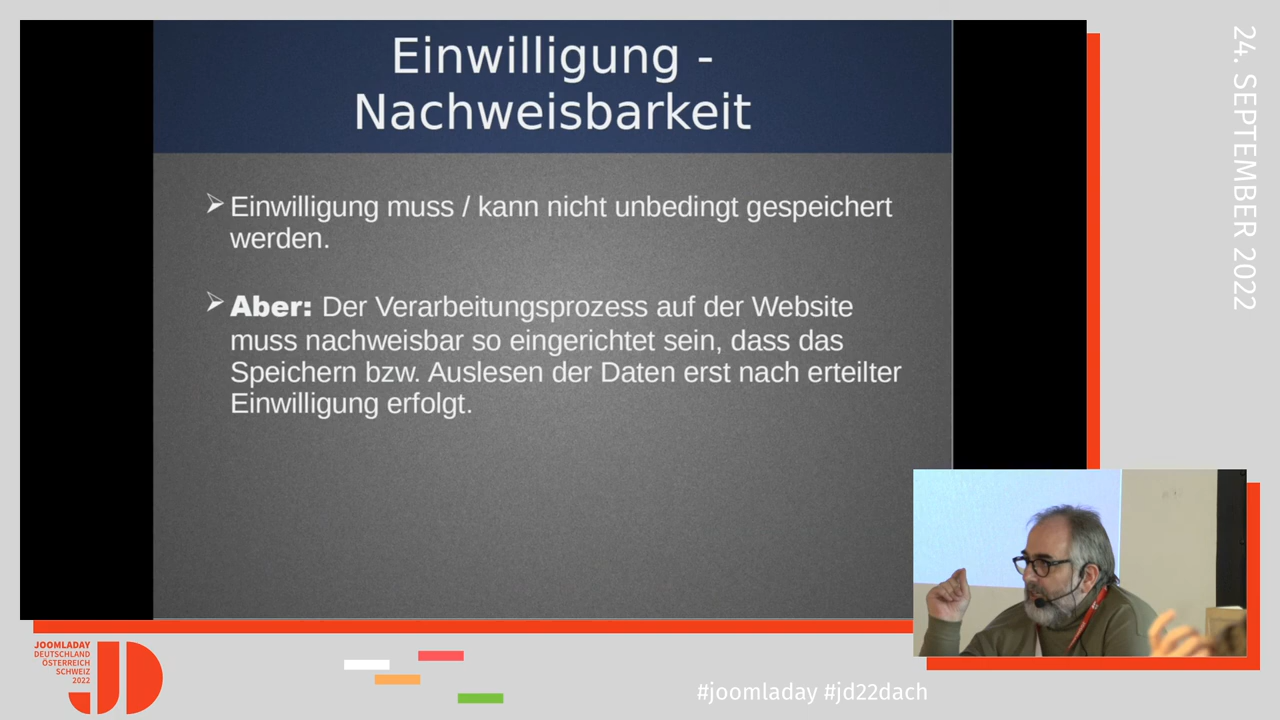 Einwilligung -
Nachweisbarkeit
Einwilligung muss / kann nicht unbedingt gespeichert
werden.
Aber: Der Verarbeitungsprozess auf der Website
muss nachweisbar so eingerichtet sein, dass das
Speichern bzw. Auslesen der Daten erst nach erteilter
Einwilligung erfolgt.
24. SEPTEMBER 2022
JOOMLADAY
DEUTSCHLAND
ÖSTERREICH
SCHWEIZ
2022
JD
#joomladay #jd22dach